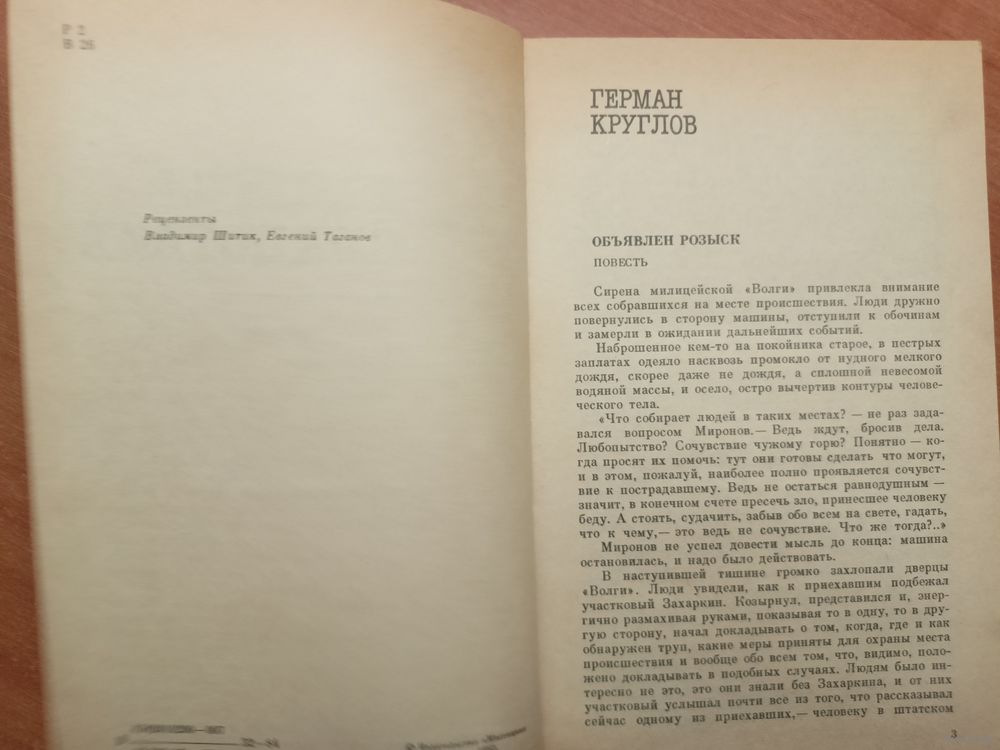 Р 2
В 26
Рецензенты
Владимир Шитик, Евгений Таганов
ГЕРМАН
КРУГЛОВ
ОБЪЯВЛЕН РОЗЫСК
ПОВЕСТЬ
Сирена милицейской «Волги» привлекла внимание
всех собравшихся на месте происшествия. Люди дружно
повернулись в сторону машины, отступили к обочинам
и замерли в ожидании дальнейших событий.
Наброшенное кем-то на покойника старое, в пестрых
заплатах одеяло насквозь промокло от нудного мелкого
дождя, скорее даже не дождя, а сплошной невесомой
водяной массы, и осело, остро вычертив контуры челове-
ческого тела.
«Что собирает людей в таких местах? — не раз зада-
вался вопросом Миронов.— Ведь ждут, бросив дела.
Любопытство? Сочувствие чужому горю? Понятно — ко-
гда просят их помочь: тут они готовы сделать что могут,
и в этом, пожалуй, наиболее полно проявляется сочувст-
вие к пострадавшему. Ведь не остаться равнодушным —
значит, в конечном счете пресечь зло, принесшее человеку
беду. А стоять, судачить, забыв обо всем на свете, гадать,
что к чему,— это ведь не сочувствие. Что же тогда?..»
Миронов не успел довести мысль до конца: машина
остановилась, и надо было действовать.
В наступившей тишине громко захлопали дверцы
«Волги». Люди увидели, как к приехавшим подбежал
участковый Захаркин. Козырнул, представился и, энер-
гично размахивая руками, показывая то в одну, то в дру-
гую сторону, начал докладывать о том, когда, где и как
обнаружен труп, какие меры приняты для охраны места
происшествия и вообще обо всем том, что, видимо, поло-
жено докладывать в подобных случаях. Людям было ин-
тересно не это, это они знали без Захаркина, и от них
участковый услышал почти все из того, что рассказывал
сейчас одному из приехавших,— человеку в штатском
3